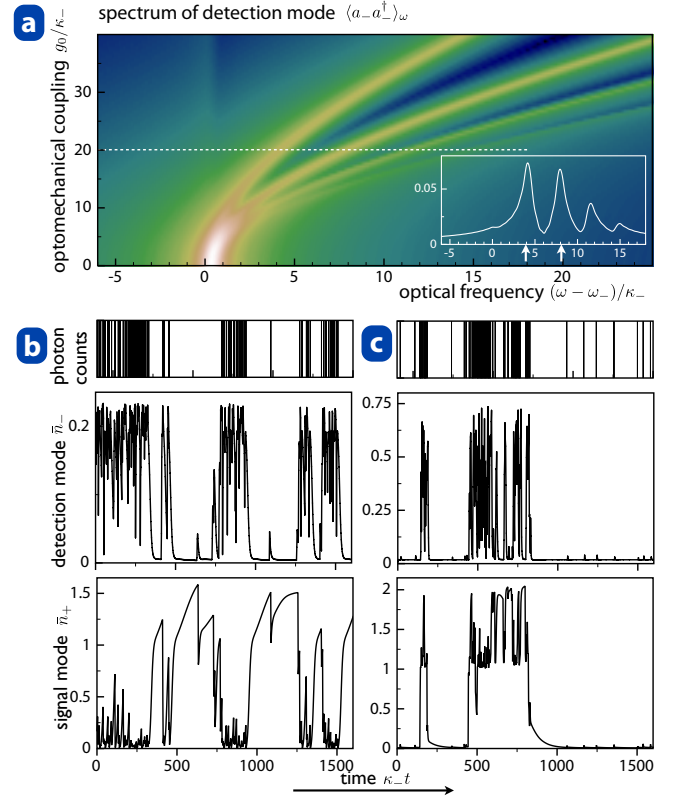 a
spectrum of detection mode ⟨a₋a₋†⟩ω
optomechanical coupling g₀/κ₋
40
30
20
10
0
-5 0 5 10 15 20
0.05
0
-5 0 5 10 15
optical frequency (ω − ω₋)/κ₋
b
photon counts
c
detection mode n̄₋
0.2
0
0.75
0.5
0.25
0
signal mode n̄₊
1.5
1
0.5
0
2
1.5
1
0.5
0
0 500 1000 1500
0 500 1000 1500
time κ₋t